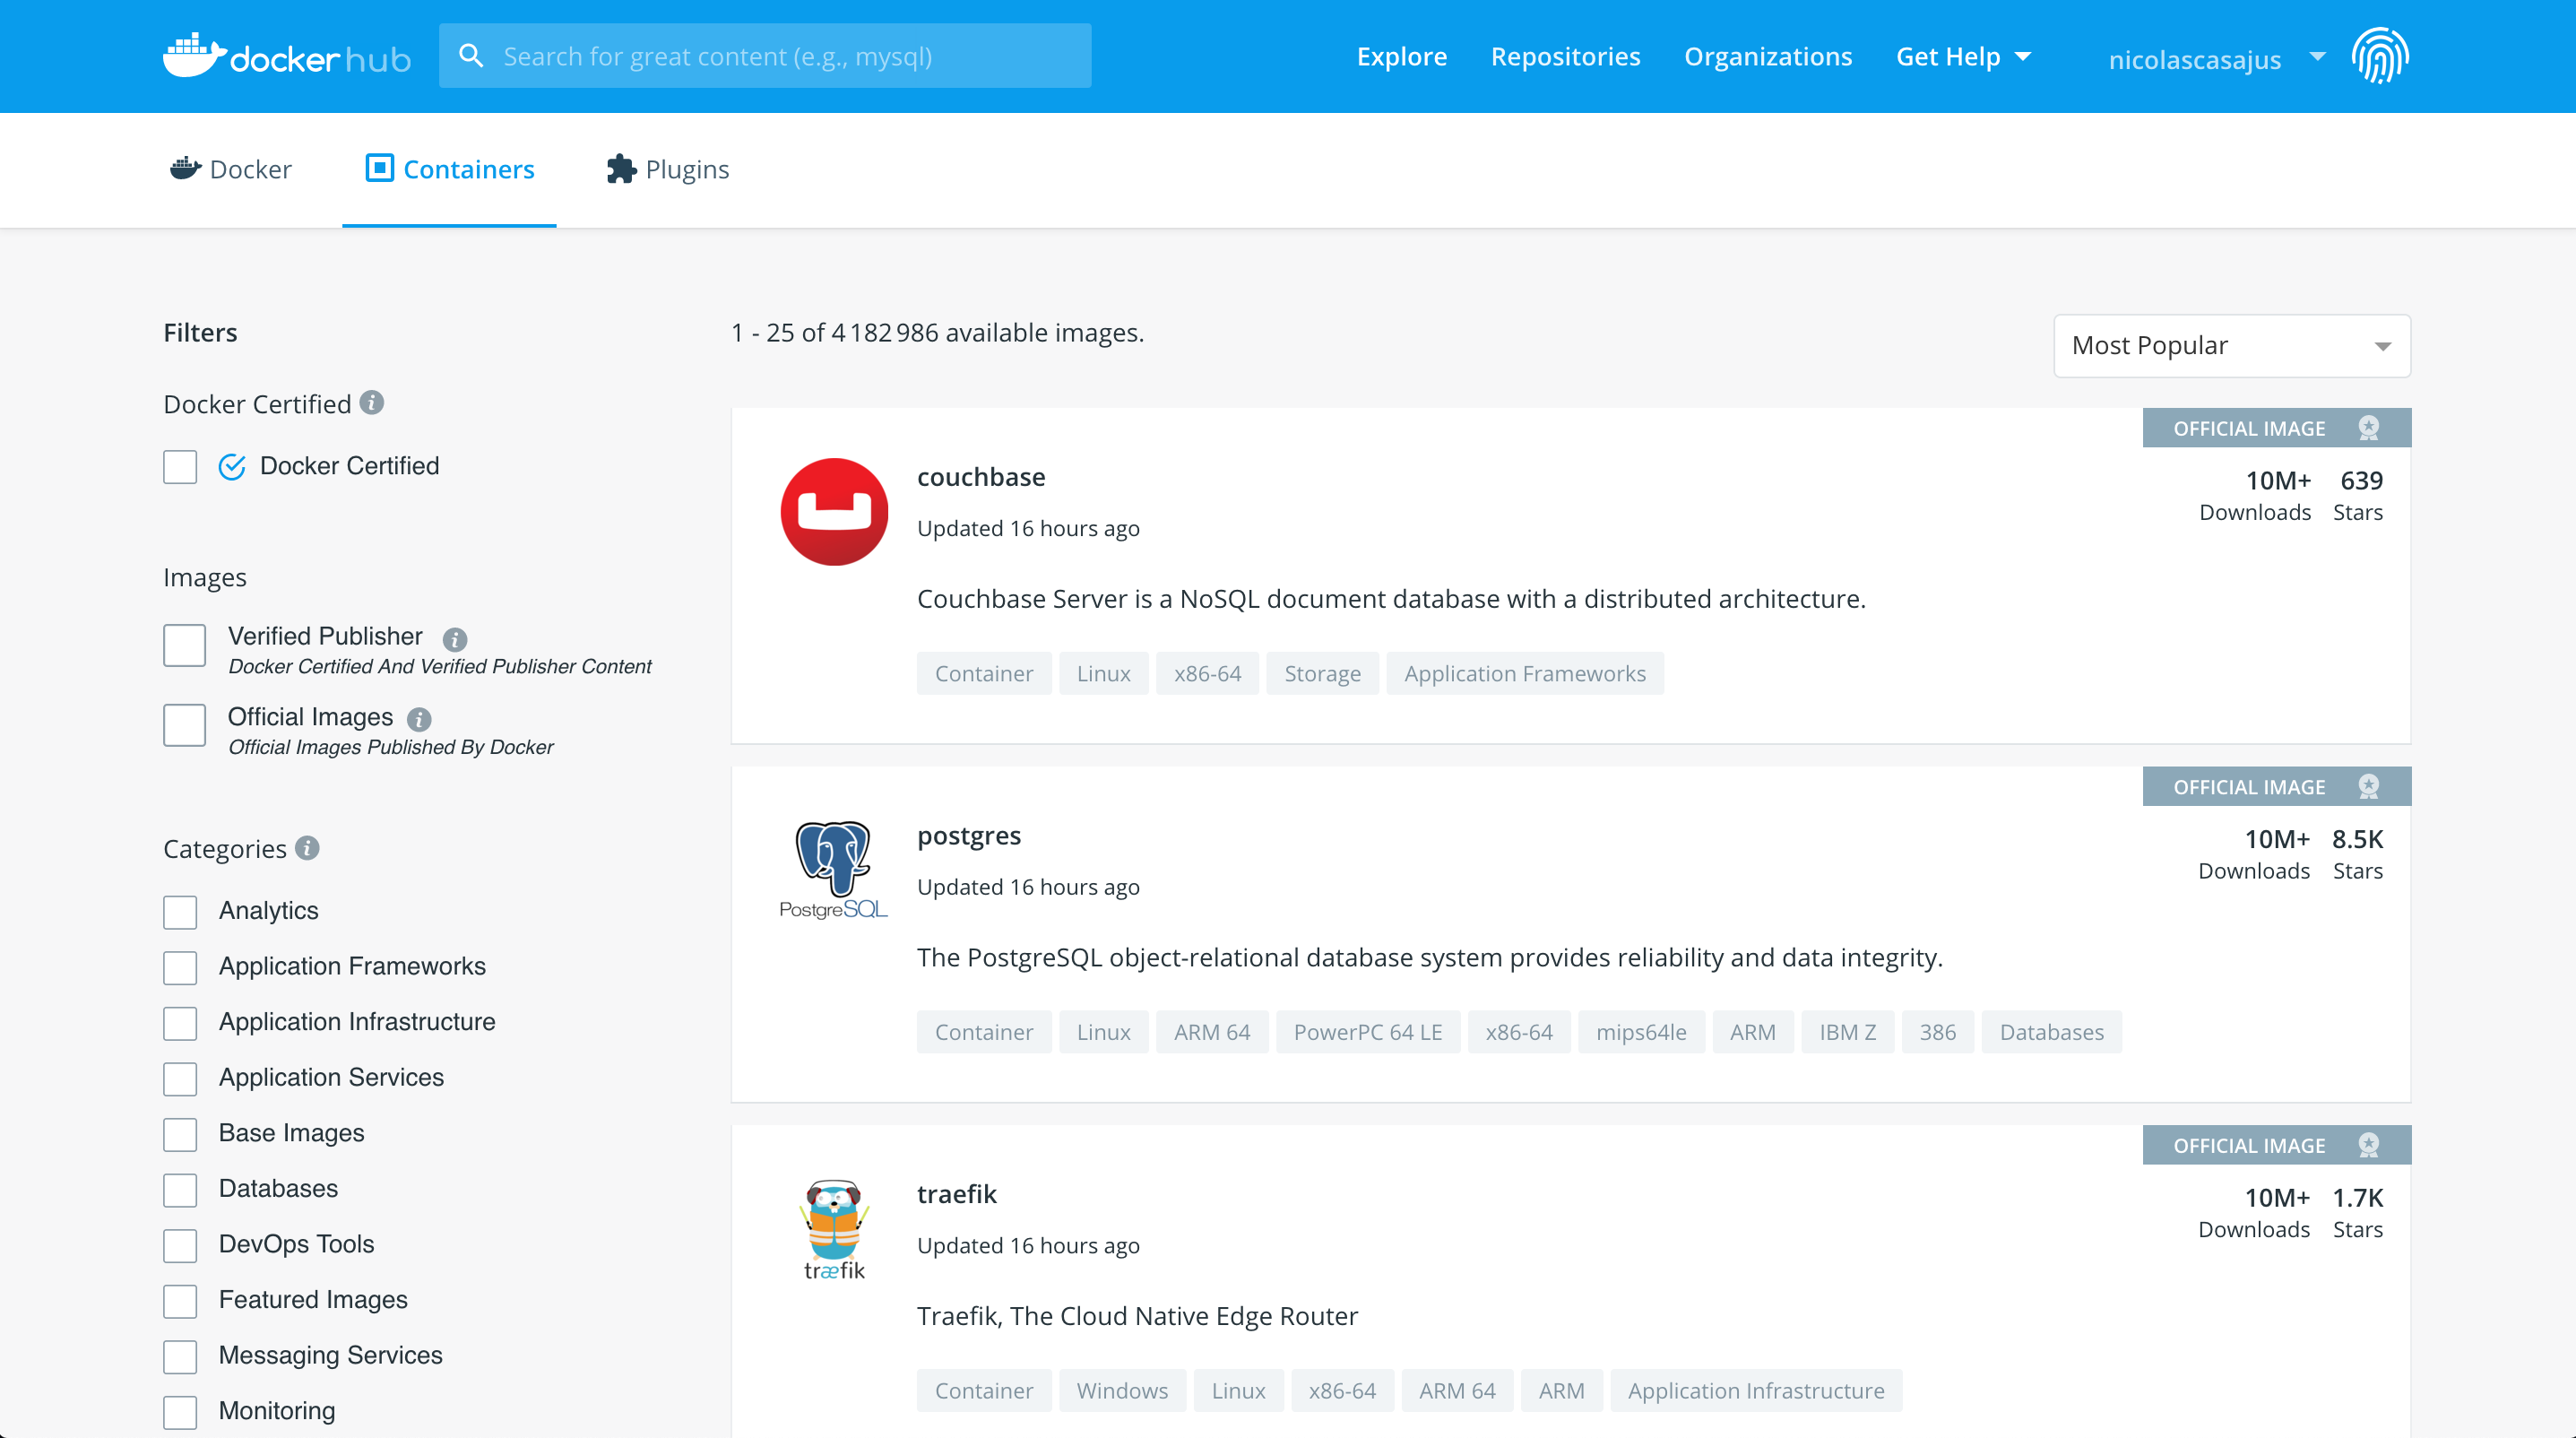 docker hub
Search for great content (e.g., mysql)
Explore
Repositories
Organizations
Get Help
nicolascasajus
Docker
Containers
Plugins
Filters
Docker Certified
Docker Certified
Images
Verified Publisher
Docker Certified And Verified Publisher Content
Official Images
Official Images Published By Docker
Categories
Analytics
Application Frameworks
Application Infrastructure
Application Services
Base Images
Databases
DevOps Tools
Featured Images
Messaging Services
Monitoring
1 - 25 of 4 182 986 available images.
Most Popular
OFFICIAL IMAGE
couchbase
10M+ 639
Downloads Stars
Updated 16 hours ago
Couchbase Server is a NoSQL document database with a distributed architecture.
Container Linux x86-64 Storage Application Frameworks
OFFICIAL IMAGE
PostgreSQL
postgres
10M+ 8.5K
Downloads Stars
Updated 16 hours ago
The PostgreSQL object-relational database system provides reliability and data integrity.
Container Linux ARM 64 PowerPC 64 LE x86-64 mips64le ARM IBM Z 386 Databases
OFFICIAL IMAGE
træfik
traefik
10M+ 1.7K
Downloads Stars
Updated 16 hours ago
Traefik, The Cloud Native Edge Router
Container Windows Linux x86-64 ARM 64 ARM Application Infrastructure